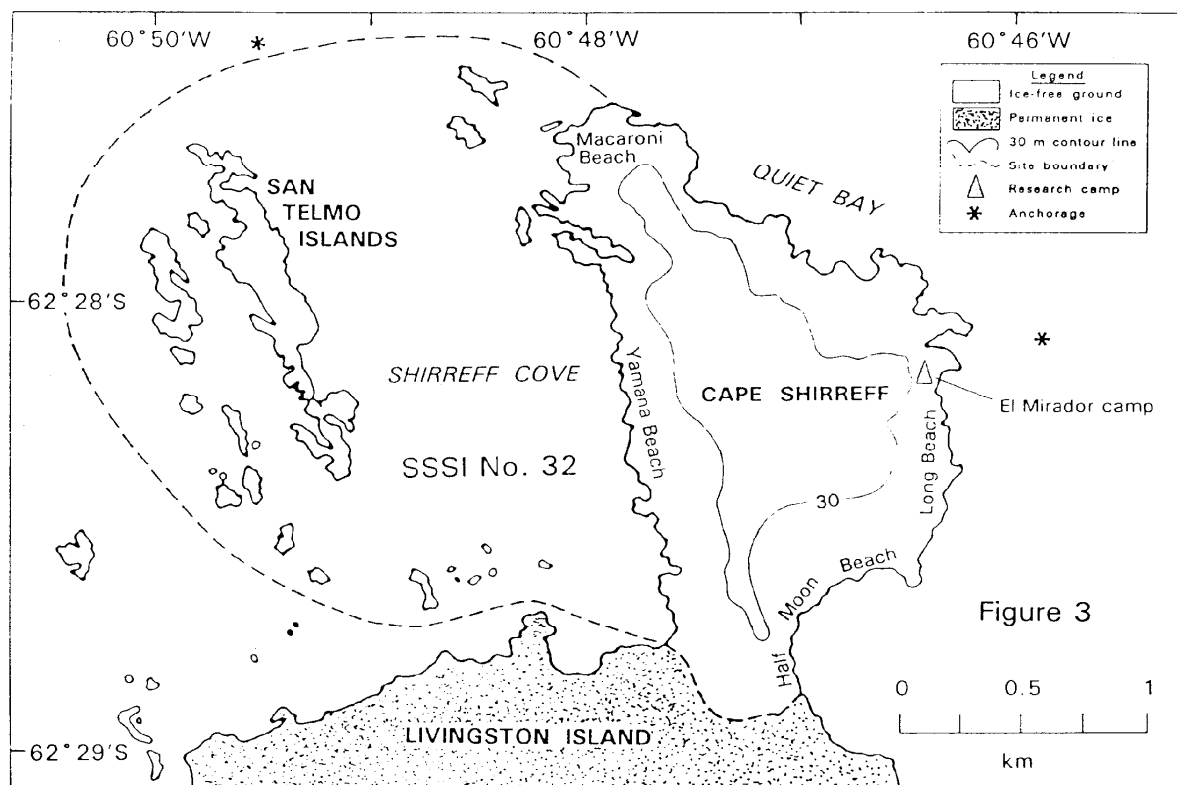 60°50'W
60°48'W
60°46'W
Legend
Ice-free ground
Permanent ice
30 m contour line
Site boundary
Research camp
Anchorage
Macaroni
Beach
QUIET BAY
SAN
TELMO
ISLANDS
62°28'S
SHIRREFF COVE
Yamana Beach
CAPE SHIRREFF
El Mirador camp
SSSI No. 32
Long Beach
30
Half Moon Beach
Figure 3
0 0.5 1
km
LIVINGSTON ISLAND
62°29'S